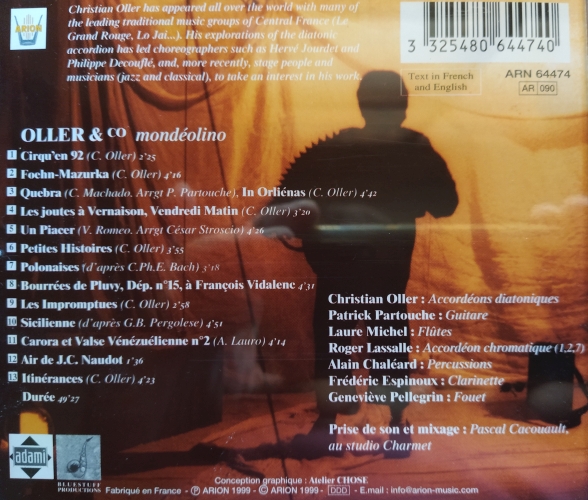 Christian Oller has appeared all over the world with many of
the leading traditional music groups of Central France (Le
Grand Rouge, Lo Jai...). His explorations of the diatonic
accordion has led choreographers such as Hervé Jourdet and
Philippe Decouflé, and, more recently, stage people and
musicians (jazz and classical), to take an interest in his work.
ARION
3 325480 644740
Text in French
and English
ARN 64474
AR 090
OLLER & CO mondéolino
1 Cirqu'en 92 (C. Oller) 2'25
2 Foehn-Mazurka (C. Oller) 4'16
3 Quebra (C. Machado, Arrgt P. Partouche), In Orliénas (C. Oller) 4'42
4 Les joutes à Vernaison, Vendredi Matin (C. Oller) 3'20
5 Un Piacer (V. Romeo, Arrgt César Stroscio) 4'26
6 Petites Histoires (C. Oller) 3'55
7 Polonaises (d'après C.Ph.E. Bach) 3'18
8 Bourrées de Pluvy, Dép. n°15, à François Vidalenc 4'31
9 Les Impromptues (C. Oller) 2'58
10 Sicilienne (d'après G.B. Pergolese) 4'51
11 Carora et Valse Vénézuélienne n°2 (A. Lauro) 4'14
12 Air de J.C. Naudot 1'36
13 Itinérances (C. Oller) 4'23
Durée 49'27
Christian Oller : Accordéons diatoniques
Patrick Partouche : Guitare
Laure Michel : Flûtes
Roger Lassalle : Accordéon chromatique (1,2,7)
Alain Chaléard : Percussions
Frédéric Espinoux : Clarinette
Geneviève Pellegrin : Fouet
Prise de son et mixage : Pascal Cacouault,
au studio Charmet
adami
BLUESTUFF
PRODUCTIONS
Conception graphique : Atelier CHOSE
Fabriqué en France - Ⓟ ARION 1999 - © ARION 1999 - DDD - E.mail : info@arion-music.com